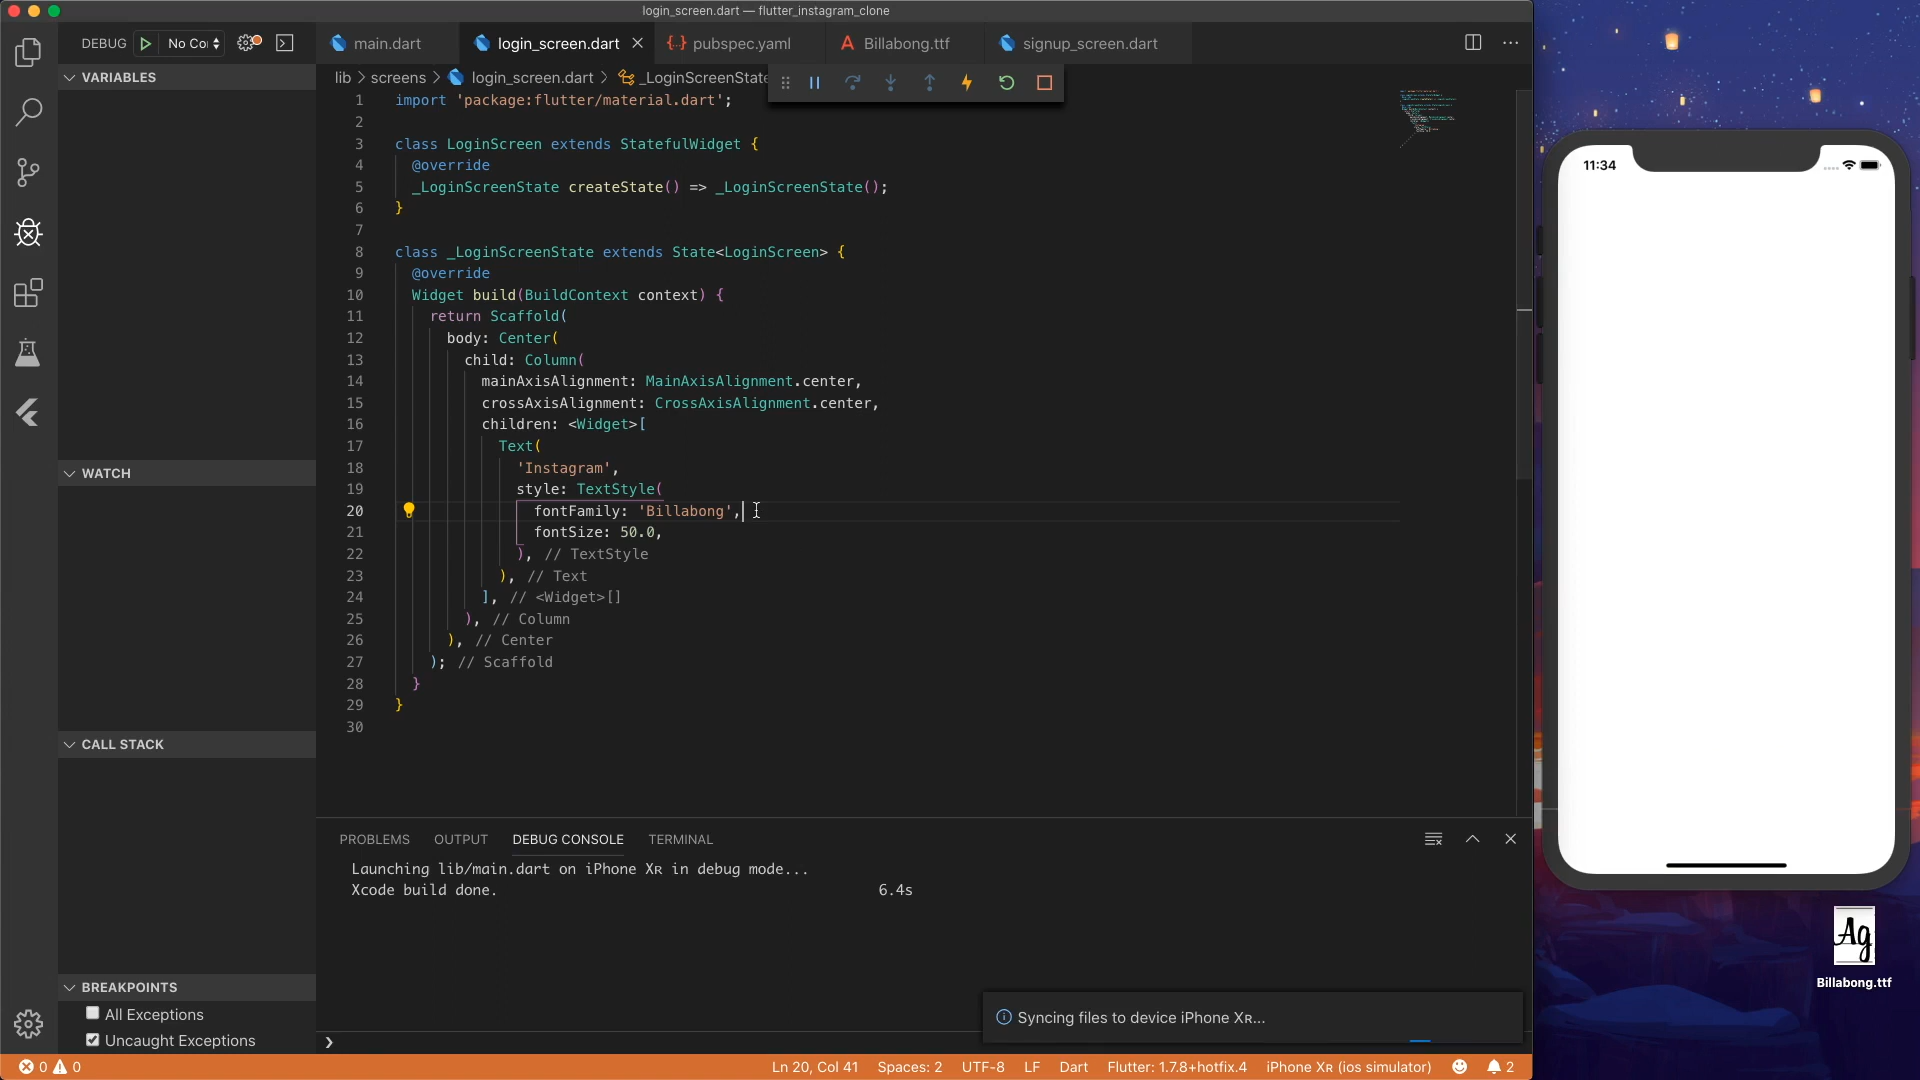 login_screen.dart — flutter_instagram_clone
DEBUG
No Co
main.dart
login_screen.dart
pubspec.yaml
Billabong.ttf
signup_screen.dart
VARIABLES
WATCH
CALL STACK
BREAKPOINTS
All Exceptions
Uncaught Exceptions
lib > screens > login_screen.dart > _LoginScreenState
1 import 'package:flutter/material.dart';
2
3 class LoginScreen extends StatefulWidget {
4 @override
5 _LoginScreenState createState() => _LoginScreenState();
6 }
7
8 class _LoginScreenState extends State<LoginScreen> {
9 @override
10 Widget build(BuildContext context) {
11 return Scaffold(
12 body: Center(
13 child: Column(
14 mainAxisAlignment: MainAxisAlignment.center,
15 crossAxisAlignment: CrossAxisAlignment.center,
16 children: <Widget>[
17 Text(
18 'Instagram',
19 style: TextStyle(
20 fontFamily: 'Billabong',
21 fontSize: 50.0,
22 ), // TextStyle
23 ), // Text
24 ], // <Widget>[]
25 ), // Column
26 ), // Center
27 ); // Scaffold
28 }
29 }
30
PROBLEMS
OUTPUT
DEBUG CONSOLE
TERMINAL
Launching lib/main.dart on iPhone Xʀ in debug mode...
Xcode build done. 6.4s
Syncing files to device iPhone Xʀ...
0 0
Ln 20, Col 41
Spaces: 2
UTF-8
LF
Dart
Flutter: 1.7.8+hotfix.4
iPhone Xʀ (ios simulator)
2
11:34
Ag
Billabong.ttf